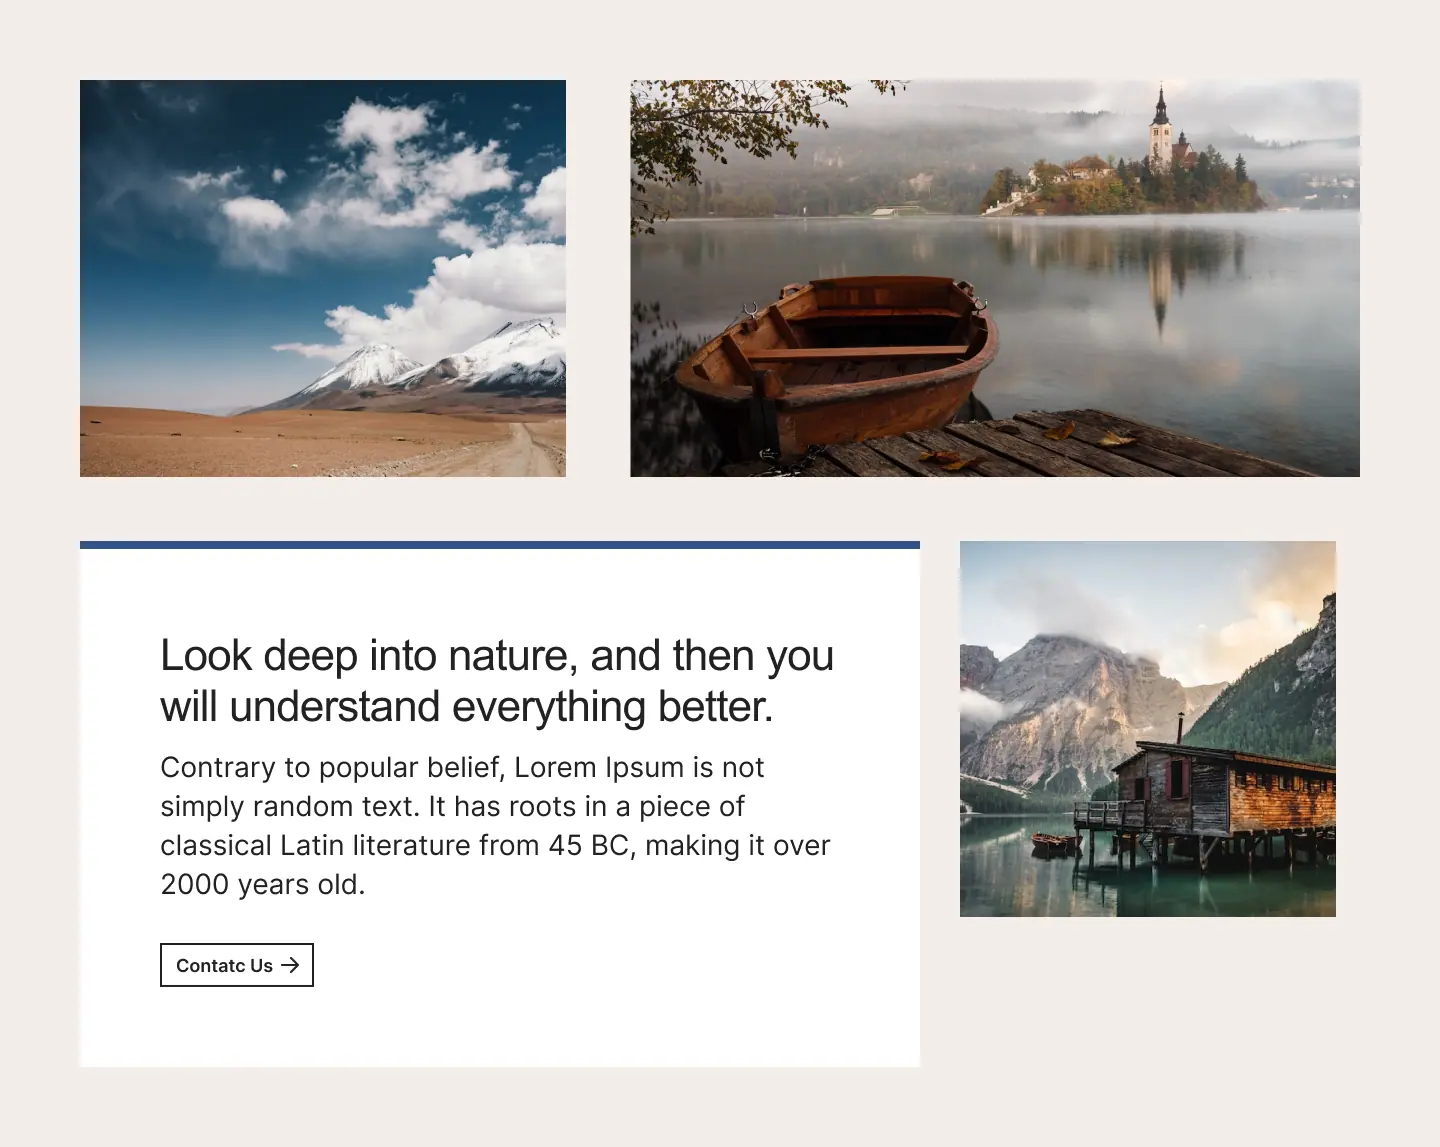 Look deep into nature, and then you
will understand everything better.
Contrary to popular belief, Lorem Ipsum is not
simply random text. It has roots in a piece of
classical Latin literature from 45 BC, making it over
2000 years old.
Contatc Us →